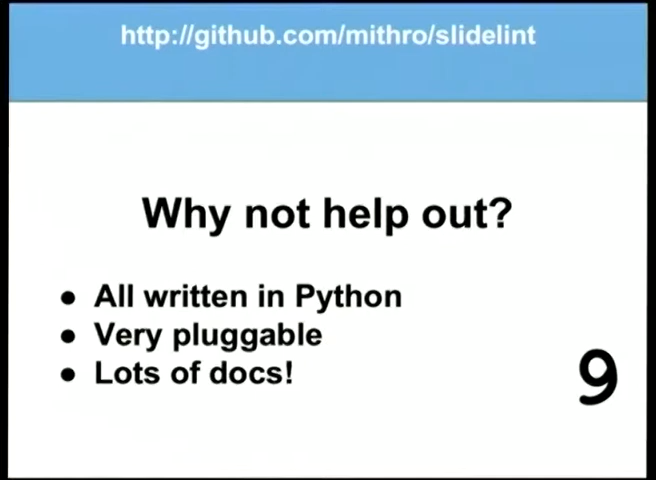 http://github.com/mithro/slidelint
Why not help out?
● All written in Python
● Very pluggable
● Lots of docs!
9